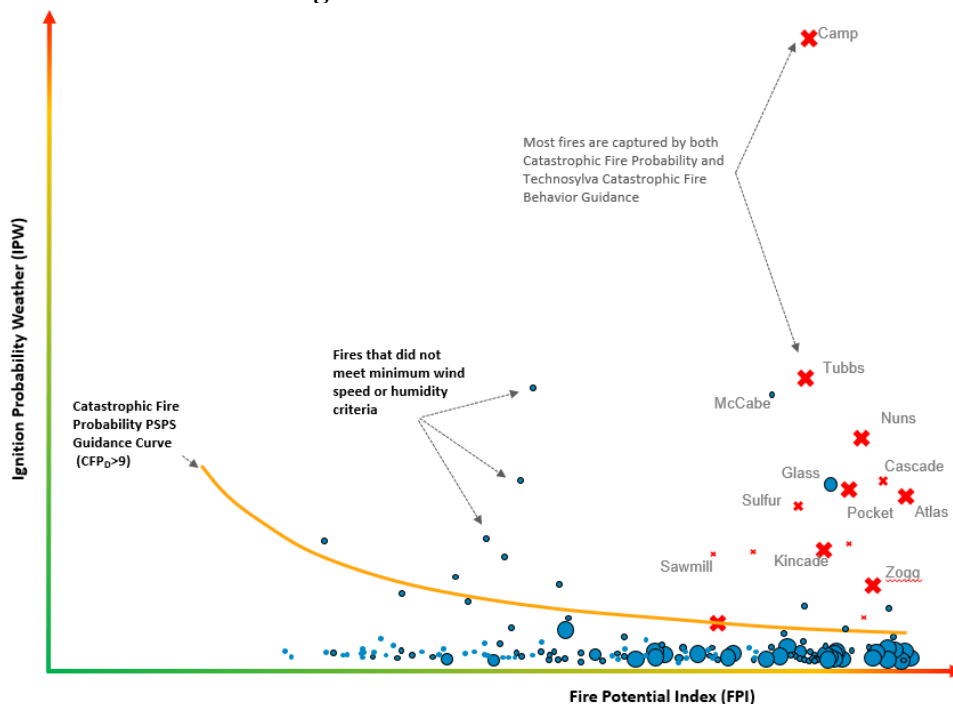 Camp
Most fires are captured by both
Catastrophic Fire Probability and
Technosylva Catastrophic Fire
Behavior Guidance
Ignition Probability Weather (IPW)
Fires that did not
meet minimum wind
speed or humidity
criteria
Tubbs
McCabe
Catastrophic Fire
Probability PSPS
Guidance Curve
(CFP_D>9)
Nuns
Glass
Cascade
Sulfur
Pocket
Atlas
Sawmill
Kincade
Zogg
Fire Potential Index (FPI)